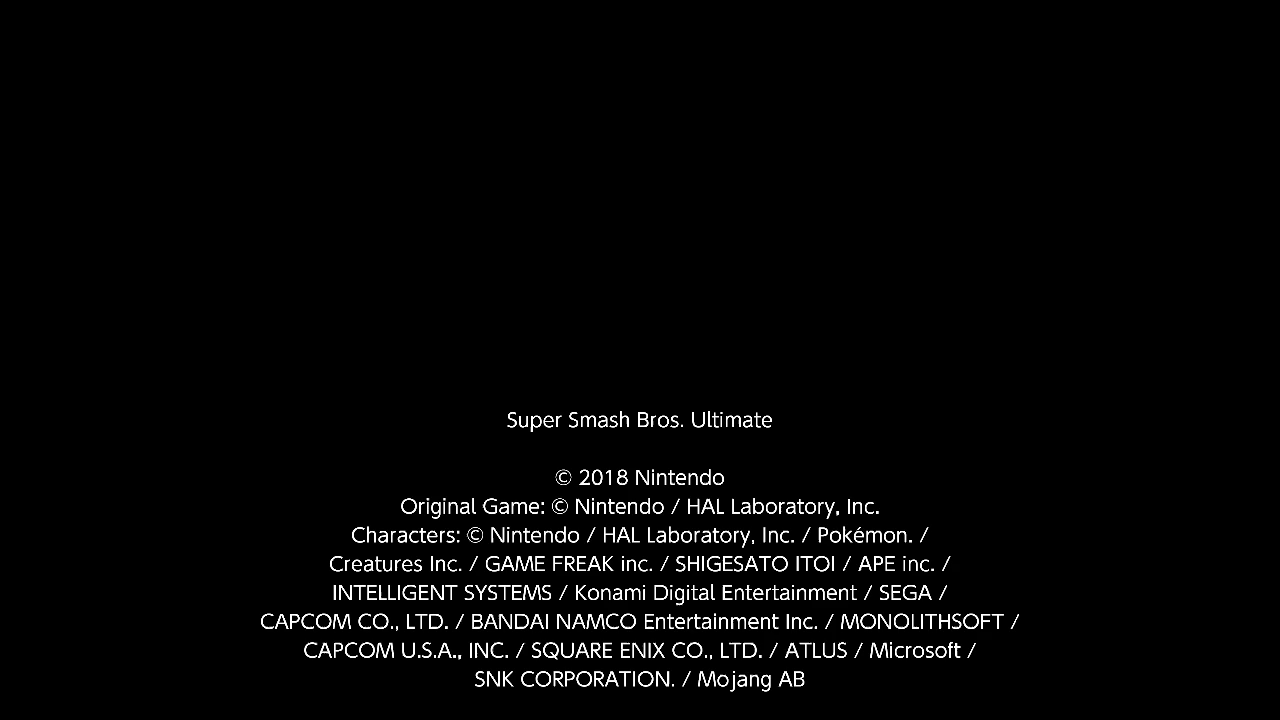 Super Smash Bros. Ultimate
© 2018 Nintendo
Original Game: © Nintendo / HAL Laboratory, Inc.
Characters: © Nintendo / HAL Laboratory, Inc. / Pokémon. /
Creatures Inc. / GAME FREAK inc. / SHIGESATO ITOI / APE inc. /
INTELLIGENT SYSTEMS / Konami Digital Entertainment / SEGA /
CAPCOM CO., LTD. / BANDAI NAMCO Entertainment Inc. / MONOLITHSOFT /
CAPCOM U.S.A., INC. / SQUARE ENIX CO., LTD. / ATLUS / Microsoft /
SNK CORPORATION. / Mojang AB